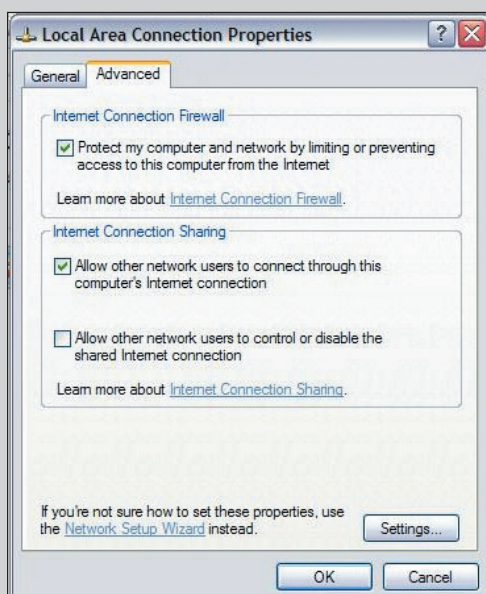 Local Area Connection Properties
General
Advanced
Internet Connection Firewall
Protect my computer and network by limiting or preventing
access to this computer from the Internet
Learn more about Internet Connection Firewall.
Internet Connection Sharing
Allow other network users to connect through this
computer's Internet connection
Allow other network users to control or disable the
shared Internet connection
Learn more about Internet Connection Sharing.
If you're not sure how to set these properties, use
the Network Setup Wizard instead.
Settings...
OK
Cancel